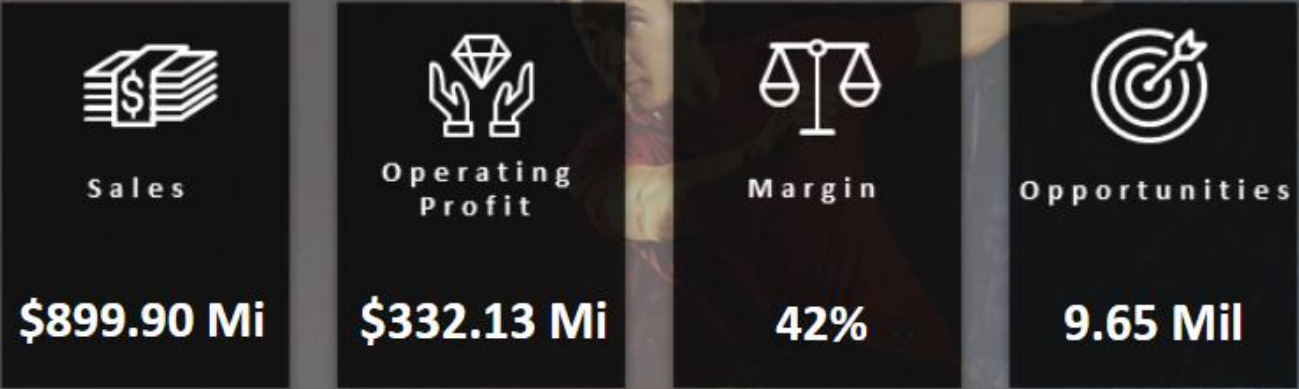 $
Sales
$899.90 Mi
Operating
Profit
$332.13 Mi
Margin
42%
Opportunities
9.65 Mil